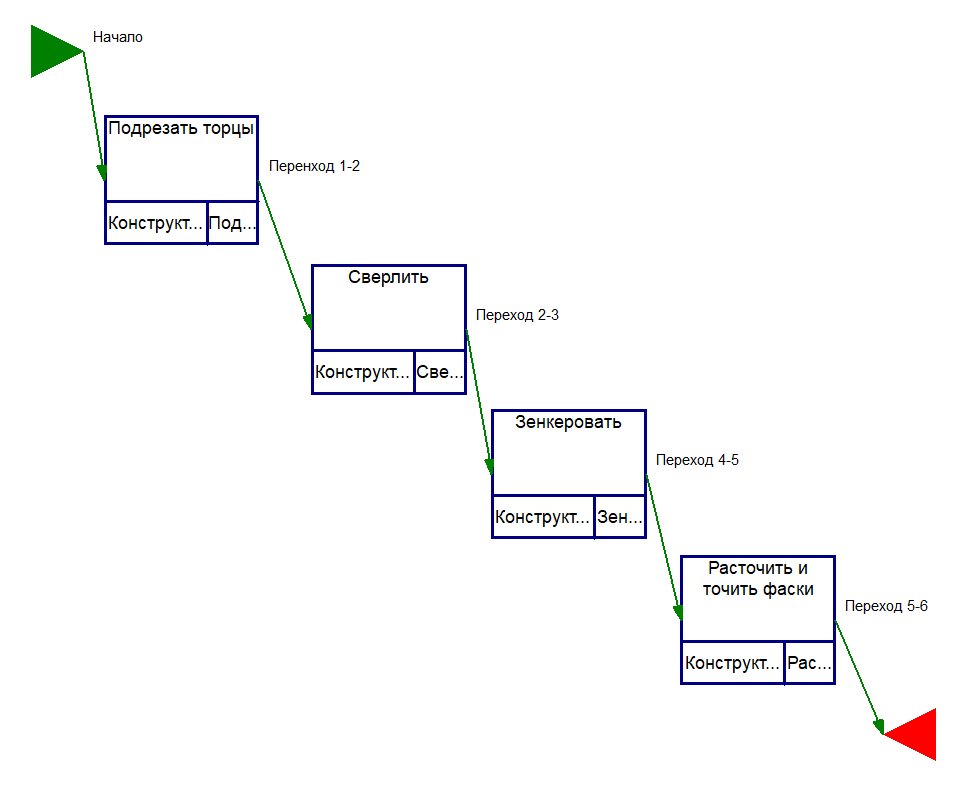 Начало
Подрезать торцы
Перенход 1-2
Конструкт...
Под...
Сверлить
Переход 2-3
Конструкт...
Све...
Зенкеровать
Переход 4-5
Конструкт...
Зен...
Расточить и
точить фаски
Переход 5-6
Конструкт...
Рас...